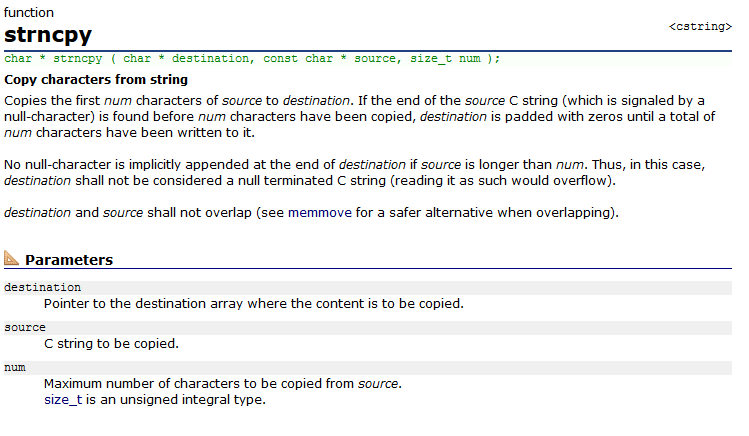 function
strncpy
<cstring>
char * strncpy ( char * destination, const char * source, size_t num );
Copy characters from string
Copies the first num characters of source to destination. If the end of the source C string (which is signaled by a
null-character) is found before num characters have been copied, destination is padded with zeros until a total of
num characters have been written to it.
No null-character is implicitly appended at the end of destination if source is longer than num. Thus, in this case,
destination shall not be considered a null terminated C string (reading it as such would overflow).
destination and source shall not overlap (see memmove for a safer alternative when overlapping).
Parameters
destination
Pointer to the destination array where the content is to be copied.
source
C string to be copied.
num
Maximum number of characters to be copied from source.
size_t is an unsigned integral type.